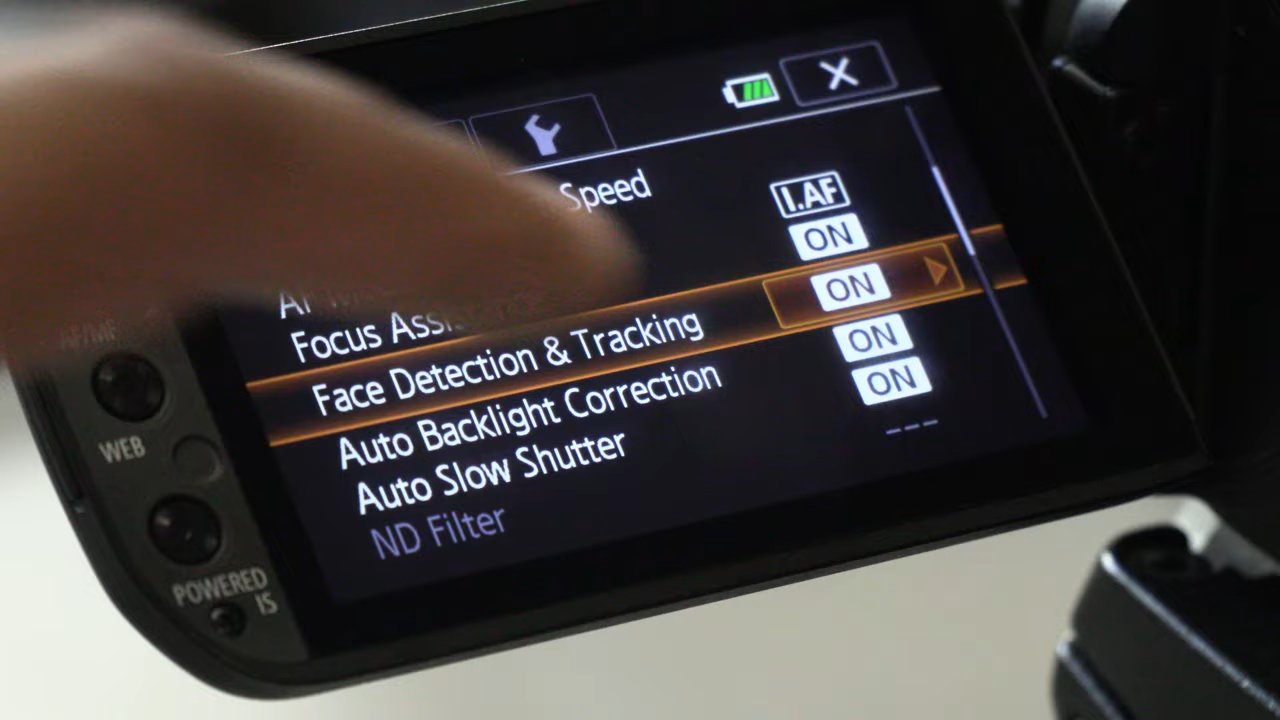 Speed I.AF
ON
Focus ON
Face Detection & Tracking ON
Auto Backlight Correction ON
Auto Slow Shutter
ND Filter ---
WEB
POWERED
IS